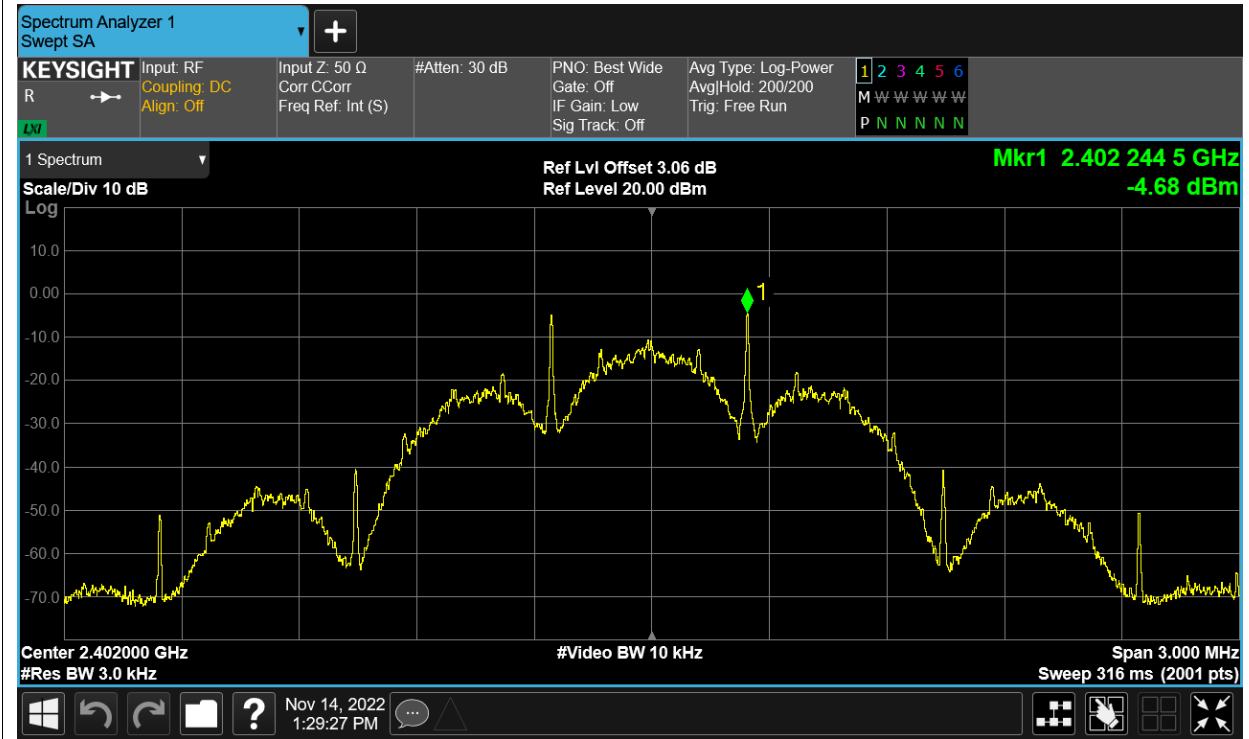 Spectrum Analyzer 1
Swept SA
+
KEYSIGHT
R
LXI
Input: RF
Coupling: DC
Align: Off
Input Z: 50 Ω
Corr CCorr
Freq Ref: Int (S)
#Atten: 30 dB
PNO: Best Wide
Gate: Off
IF Gain: Low
Sig Track: Off
Avg Type: Log-Power
Avg|Hold: 200/200
Trig: Free Run
1 2 3 4 5 6
M W W W W W W
P N N N N N N
1 Spectrum
Scale/Div 10 dB
Ref Lvl Offset 3.06 dB
Ref Level 20.00 dBm
Mkr1 2.402 244 5 GHz
-4.68 dBm
Log
10.0
0.00
-10.0
-20.0
-30.0
-40.0
-50.0
-60.0
-70.0
1
Center 2.402000 GHz
#Res BW 3.0 kHz
#Video BW 10 kHz
Span 3.000 MHz
Sweep 316 ms (2001 pts)
?
Nov 14, 2022
1:29:27 PM